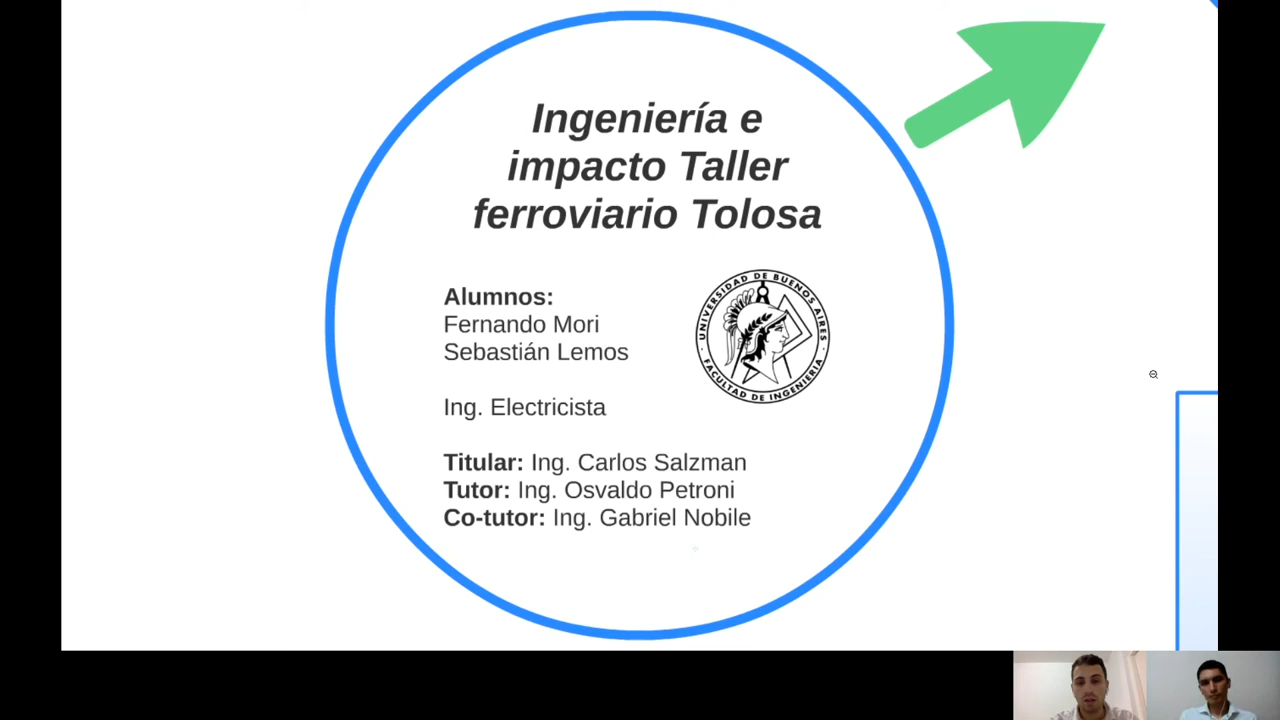 Ingeniería e
impacto Taller
ferroviario Tolosa
UNIVERSIDAD DE BUENOS AIRES
· FACULTAD DE INGENIERIA ·
Alumnos:
Fernando Mori
Sebastián Lemos
Ing. Electricista
Titular: Ing. Carlos Salzman
Tutor: Ing. Osvaldo Petroni
Co-tutor: Ing. Gabriel Nobile